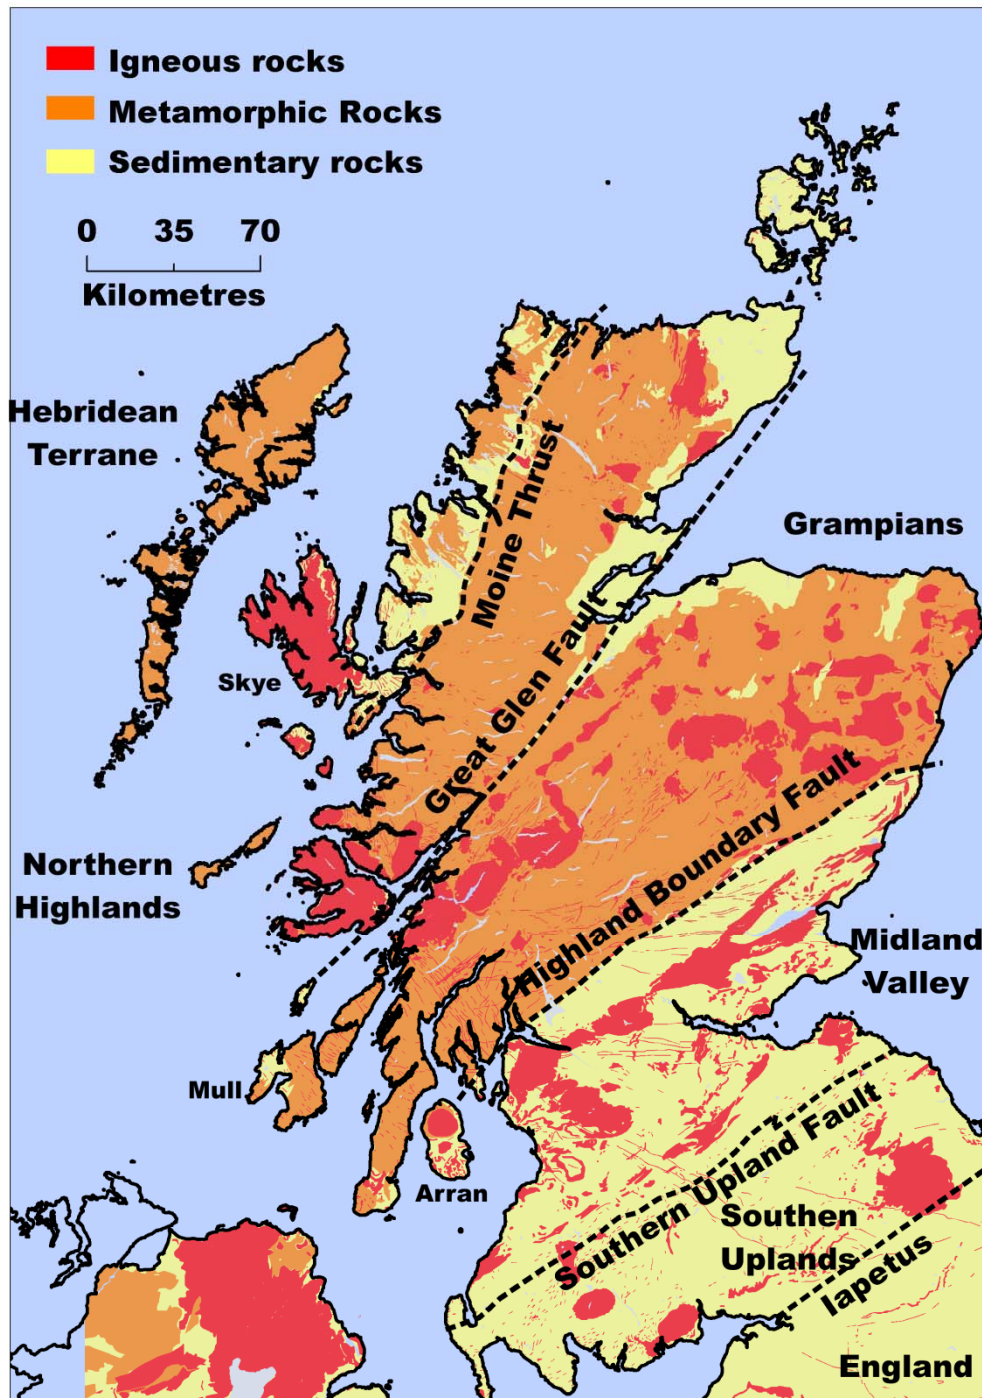 Igneous rocks
Metamorphic Rocks
Sedimentary rocks
0 35 70
Kilometres
Hebridean
Terrane
Moine Thrust
Grampians
Great Glen Fault
Skye
Highland Boundary Fault
Northern
Highlands
Midland
Valley
Mull
Arran
Southern Upland Fault
Southen
Uplands
Iapetus
England